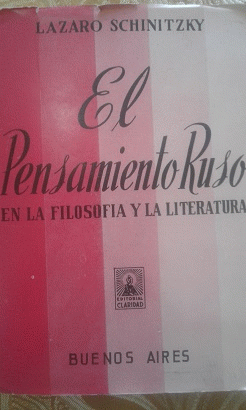 LAZARO SCHINITZKY
El
Pensamiento Ruso
EN LA FILOSOFIA Y LA LITERATURA
EDITORIAL
CLARIDAD
BUENOS AIRES